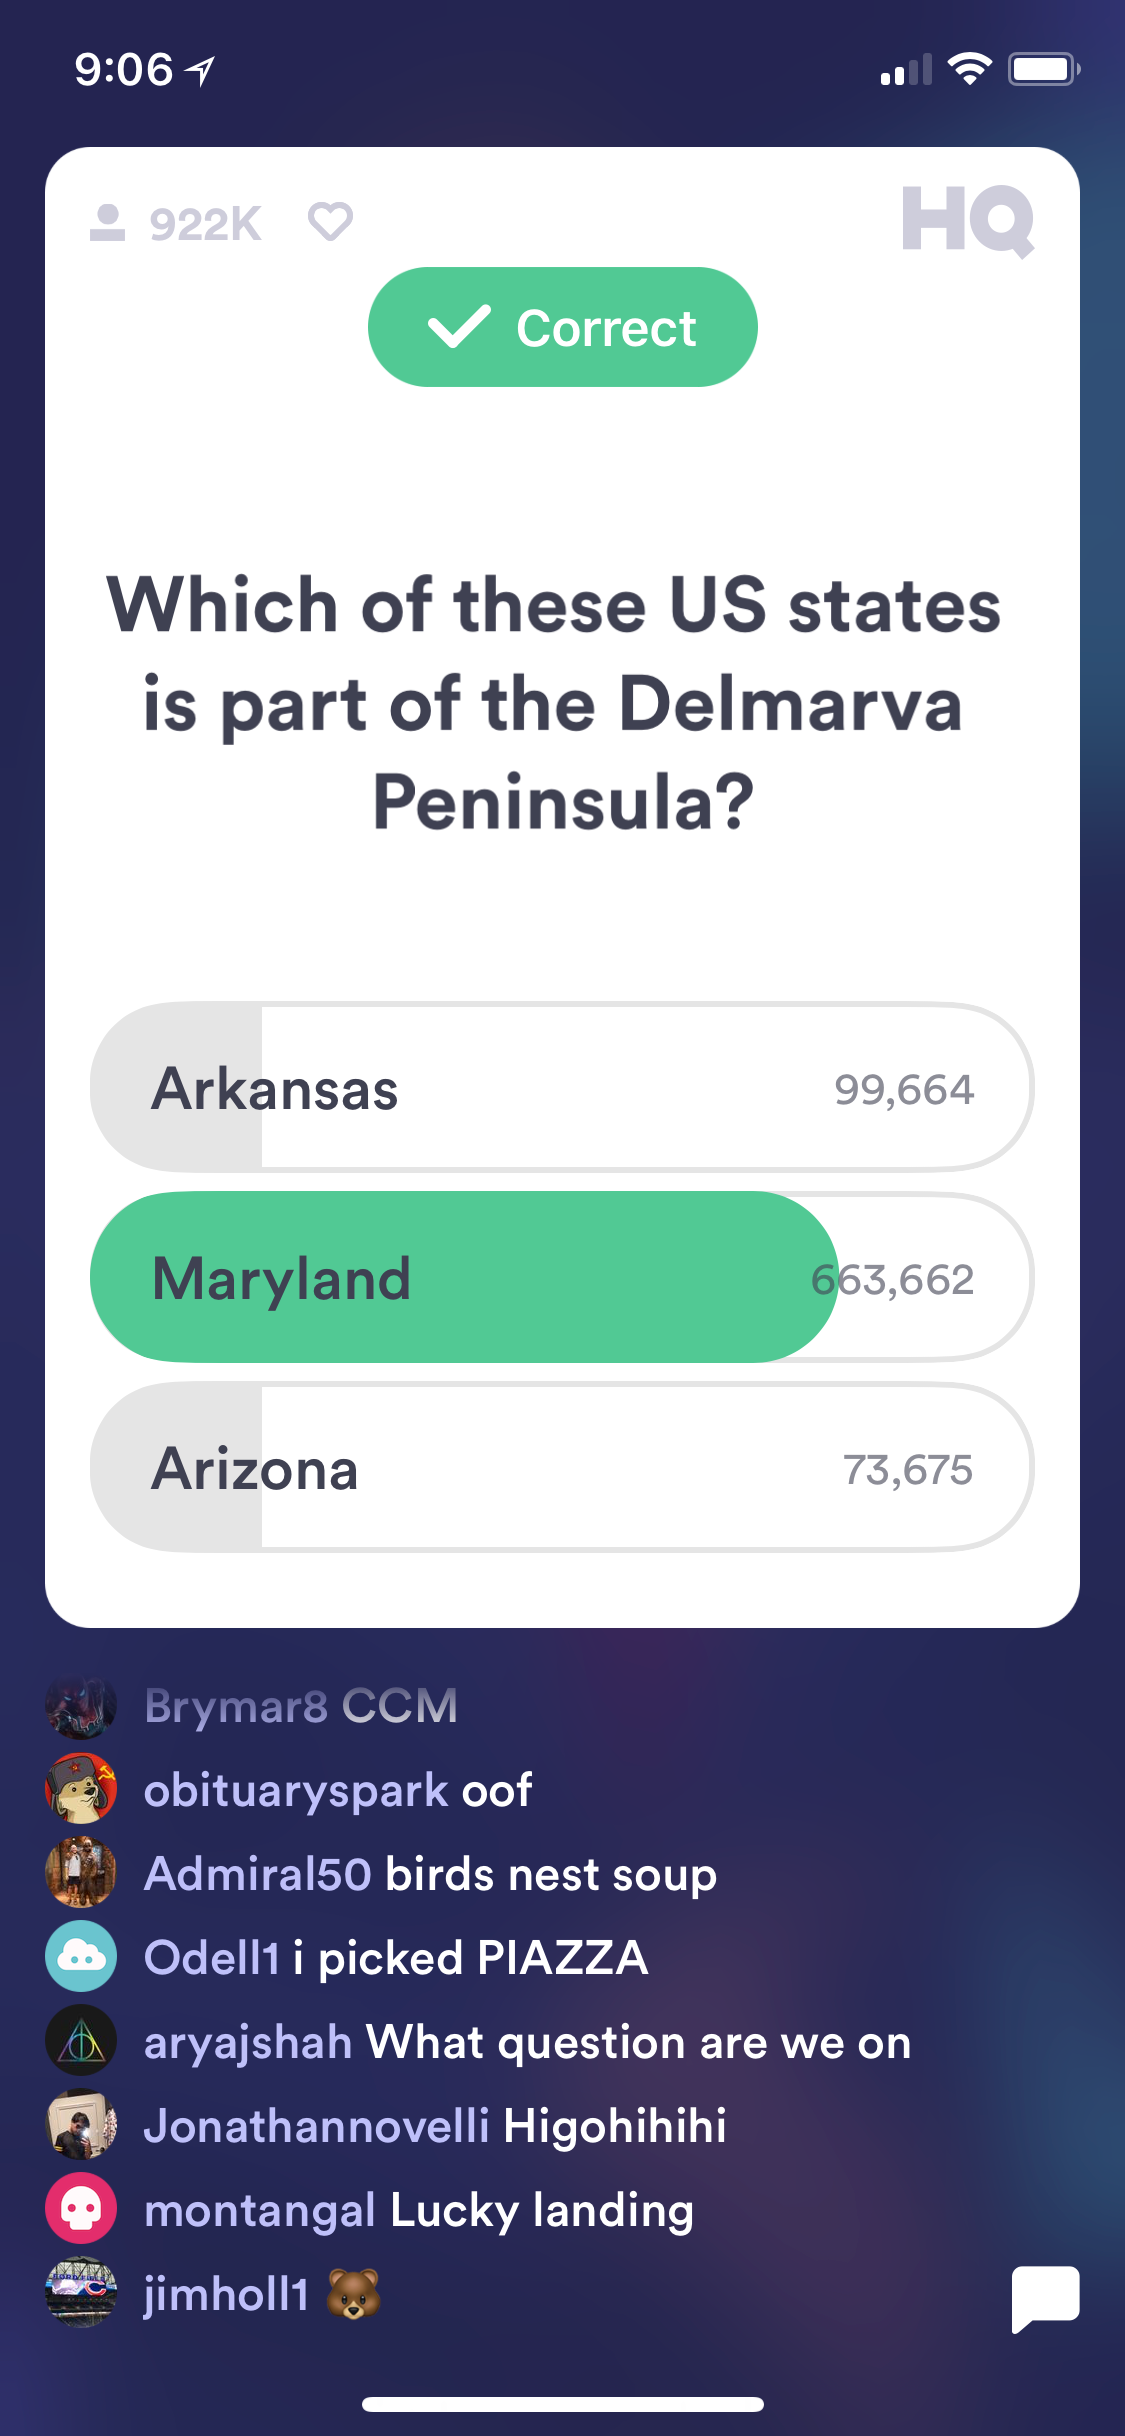 9:06
922K
HQ
Correct
Which of these US states
is part of the Delmarva
Peninsula?
Arkansas 99,664
Maryland 663,662
Arizona 73,675
Brymar8 CCM
obituaryspark oof
Admiral50 birds nest soup
Odell1 i picked PIAZZA
aryajshah What question are we on
Jonathannovelli Higohihihi
montangal Lucky landing
jimholl1 🐻